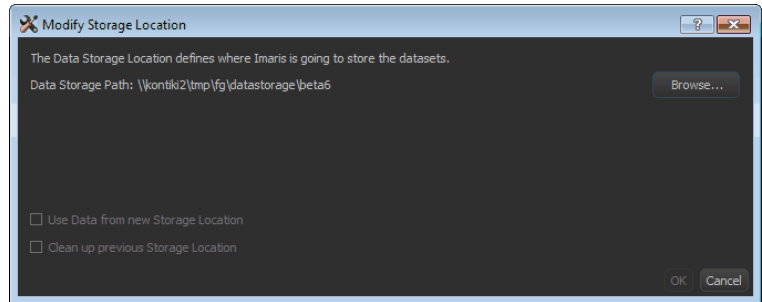 Modify Storage Location
The Data Storage Location defines where Imaris is going to store the datasets.
Data Storage Path: \\kontiki2\tmp\fg\datastorage\beta6
Browse...
Use Data from new Storage Location
Clean up previous Storage Location
OK Cancel